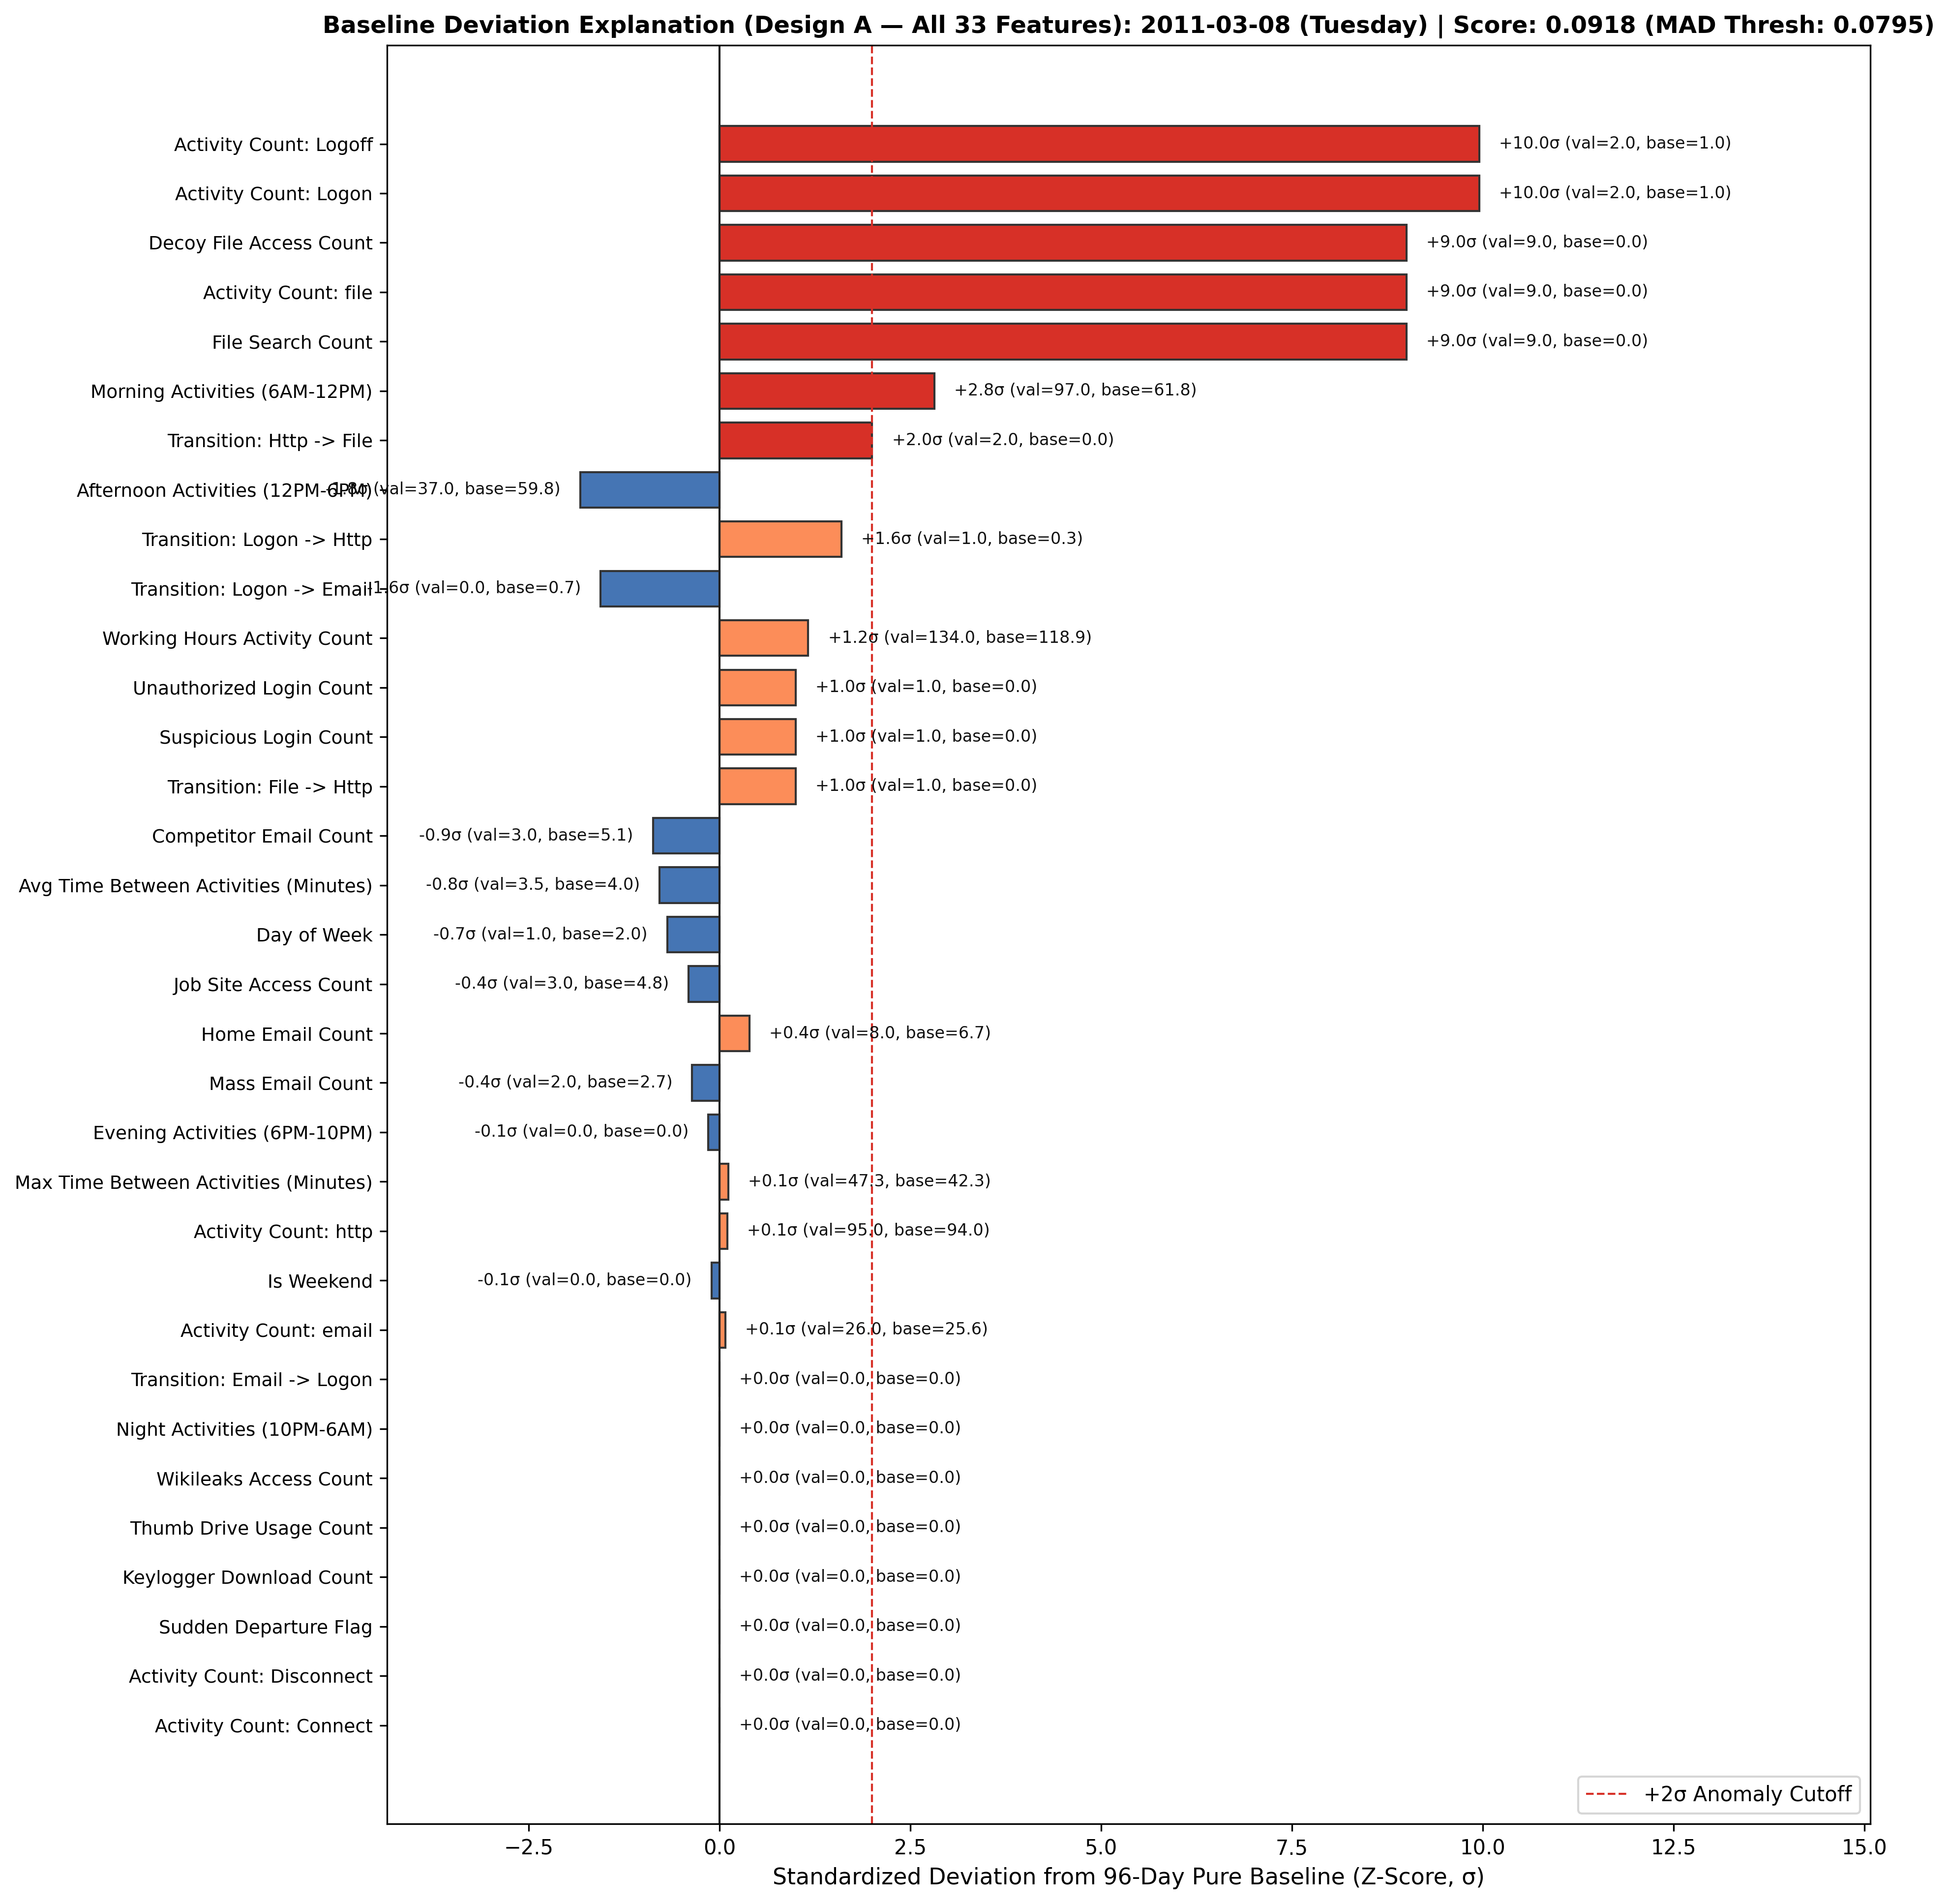 Baseline Deviation Explanation (Design A — All 33 Features): 2011-03-08 (Tuesday) | Score: 0.0918 (MAD Thresh: 0.0795)
Activity Count: Logoff +10.0σ (val=2.0, base=1.0)
Activity Count: Logon +10.0σ (val=2.0, base=1.0)
Decoy File Access Count +9.0σ (val=9.0, base=0.0)
Activity Count: file +9.0σ (val=9.0, base=0.0)
File Search Count +9.0σ (val=9.0, base=0.0)
Morning Activities (6AM-12PM) +2.8σ (val=97.0, base=61.8)
Transition: Http -> File +2.0σ (val=2.0, base=0.0)
Afternoon Activities (12PM-6PM) -1.8σ (val=37.0, base=59.8)
Transition: Logon -> Http +1.6σ (val=1.0, base=0.3)
Transition: Logon -> Email -1.6σ (val=0.0, base=0.7)
Working Hours Activity Count +1.2σ (val=134.0, base=118.9)
Unauthorized Login Count +1.0σ (val=1.0, base=0.0)
Suspicious Login Count +1.0σ (val=1.0, base=0.0)
Transition: File -> Http +1.0σ (val=1.0, base=0.0)
Competitor Email Count -0.9σ (val=3.0, base=5.1)
Avg Time Between Activities (Minutes) -0.8σ (val=3.5, base=4.0)
Day of Week -0.7σ (val=1.0, base=2.0)
Job Site Access Count -0.4σ (val=3.0, base=4.8)
Home Email Count +0.4σ (val=8.0, base=6.7)
Mass Email Count -0.4σ (val=2.0, base=2.7)
Evening Activities (6PM-10PM) -0.1σ (val=0.0, base=0.0)
Max Time Between Activities (Minutes) +0.1σ (val=47.3, base=42.3)
Activity Count: http +0.1σ (val=95.0, base=94.0)
Is Weekend -0.1σ (val=0.0, base=0.0)
Activity Count: email +0.1σ (val=26.0, base=25.6)
Transition: Email -> Logon +0.0σ (val=0.0, base=0.0)
Night Activities (10PM-6AM) +0.0σ (val=0.0, base=0.0)
Wikileaks Access Count +0.0σ (val=0.0, base=0.0)
Thumb Drive Usage Count +0.0σ (val=0.0, base=0.0)
Keylogger Download Count +0.0σ (val=0.0, base=0.0)
Sudden Departure Flag +0.0σ (val=0.0, base=0.0)
Activity Count: Disconnect +0.0σ (val=0.0, base=0.0)
Activity Count: Connect +0.0σ (val=0.0, base=0.0)
+2σ Anomaly Cutoff
−2.5 0.0 2.5 5.0 7.5 10.0 12.5 15.0
Standardized Deviation from 96-Day Pure Baseline (Z-Score, σ)